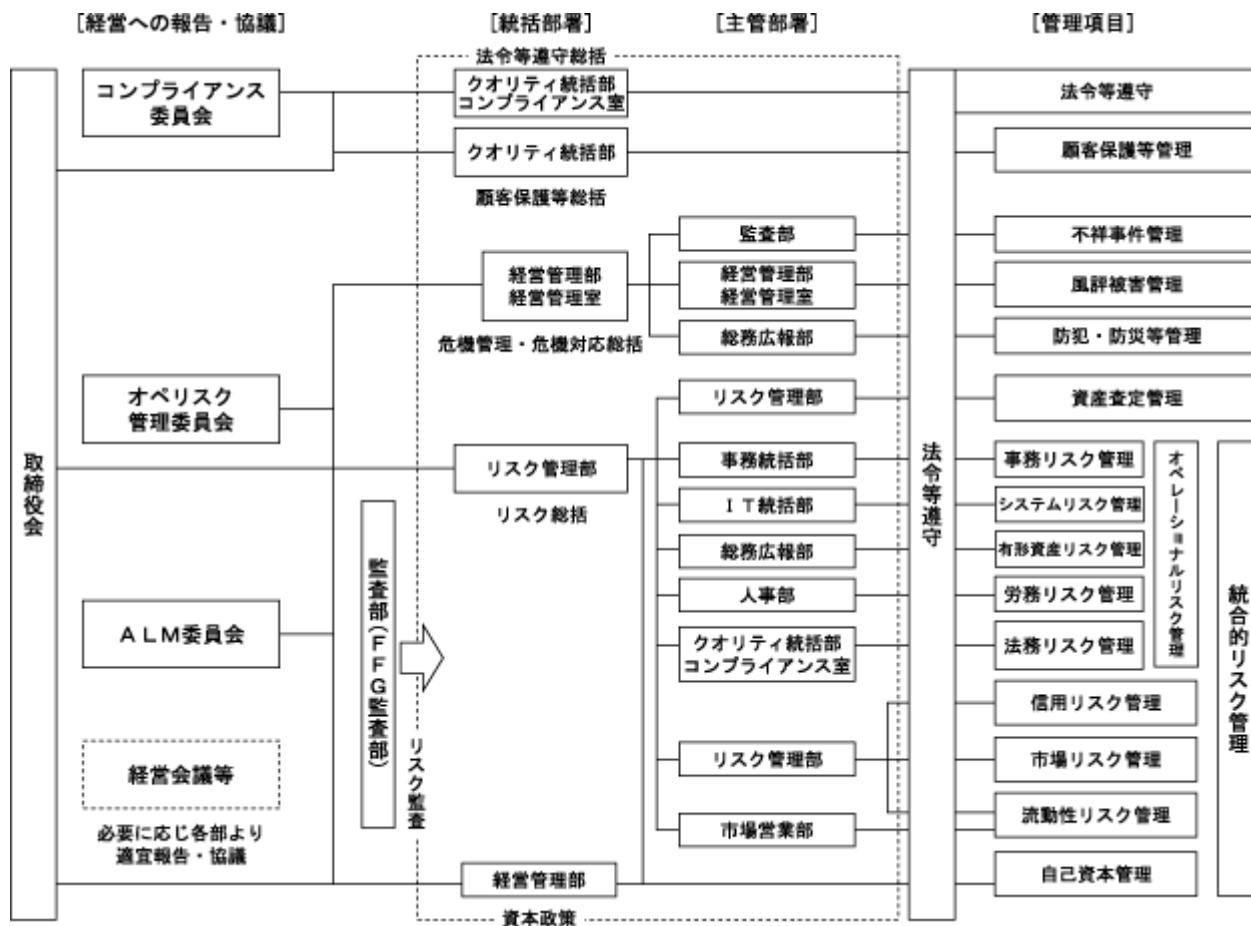 [経営への報告・協議]
[統括部署]
[主管部署]
[管理項目]
法令等遵守総括
コンプライアンス
委員会
クオリティ統括部
コンプライアンス室
法令等遵守
クオリティ統括部
顧客保護等管理
顧客保護等総括
監査部
不祥事件管理
経営管理部
経営管理室
経営管理部
経営管理室
風評被害管理
危機管理・危機対応総括
総務広報部
防犯・防災等管理
オペリスク
管理委員会
リスク管理部
資産査定管理
取締役会
リスク管理部
リスク総括
事務統括部
法令等遵守
事務リスク管理
オペレーショナルリスク管理
IT統括部
システムリスク管理
総務広報部
有形資産リスク管理
人事部
労務リスク管理
統合的リスク管理
監査部(FFG監査部)
リスク監査
ALM委員会
クオリティ統括部
コンプライアンス室
法務リスク管理
信用リスク管理
経営会議等
リスク管理部
市場リスク管理
必要に応じ各部より
適宜報告・協議
市場営業部
流動性リスク管理
経営管理部
自己資本管理
資本政策